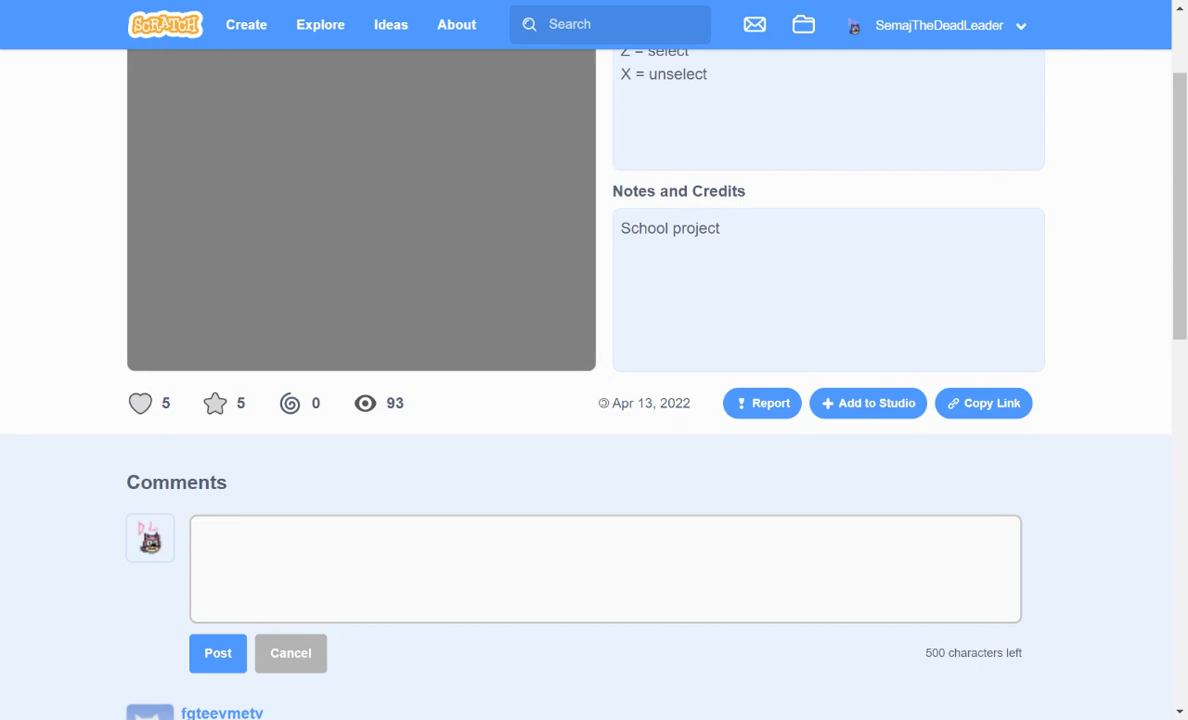 SCRATCH Create Explore Ideas About Search SemajTheDeadLeader
Z = select
X = unselect
Notes and Credits
School project
5 5 0 93 Apr 13, 2022 Report Add to Studio Copy Link
Comments
D L
Post Cancel 500 characters left
fgteevmetv